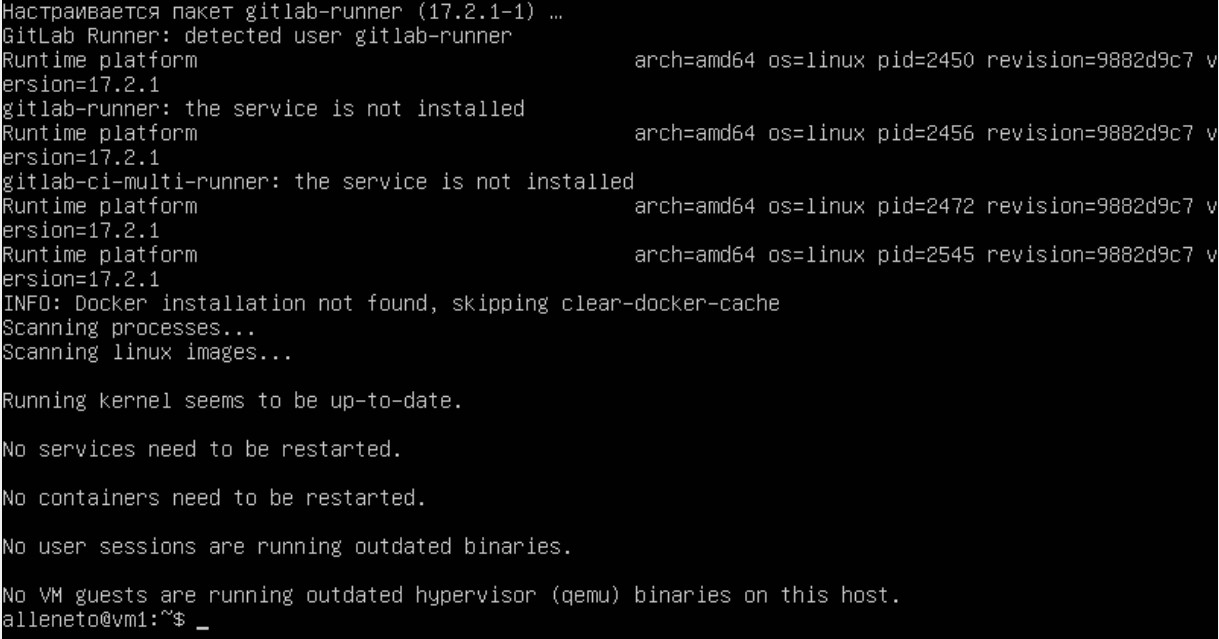 Настраивается пакет gitlab-runner (17.2.1-1) …
GitLab Runner: detected user gitlab-runner
Runtime platform                                    arch=amd64 os=linux pid=2450 revision=9882d9c7 v
ersion=17.2.1
gitlab-runner: the service is not installed
Runtime platform                                    arch=amd64 os=linux pid=2456 revision=9882d9c7 v
ersion=17.2.1
gitlab-ci-multi-runner: the service is not installed
Runtime platform                                    arch=amd64 os=linux pid=2472 revision=9882d9c7 v
ersion=17.2.1
Runtime platform                                    arch=amd64 os=linux pid=2545 revision=9882d9c7 v
ersion=17.2.1
INFO: Docker installation not found, skipping clear-docker-cache
Scanning processes...
Scanning linux images...
Running kernel seems to be up-to-date.
No services need to be restarted.
No containers need to be restarted.
No user sessions are running outdated binaries.
No VM guests are running outdated hypervisor (qemu) binaries on this host.
alleneto@vm1:~$ _